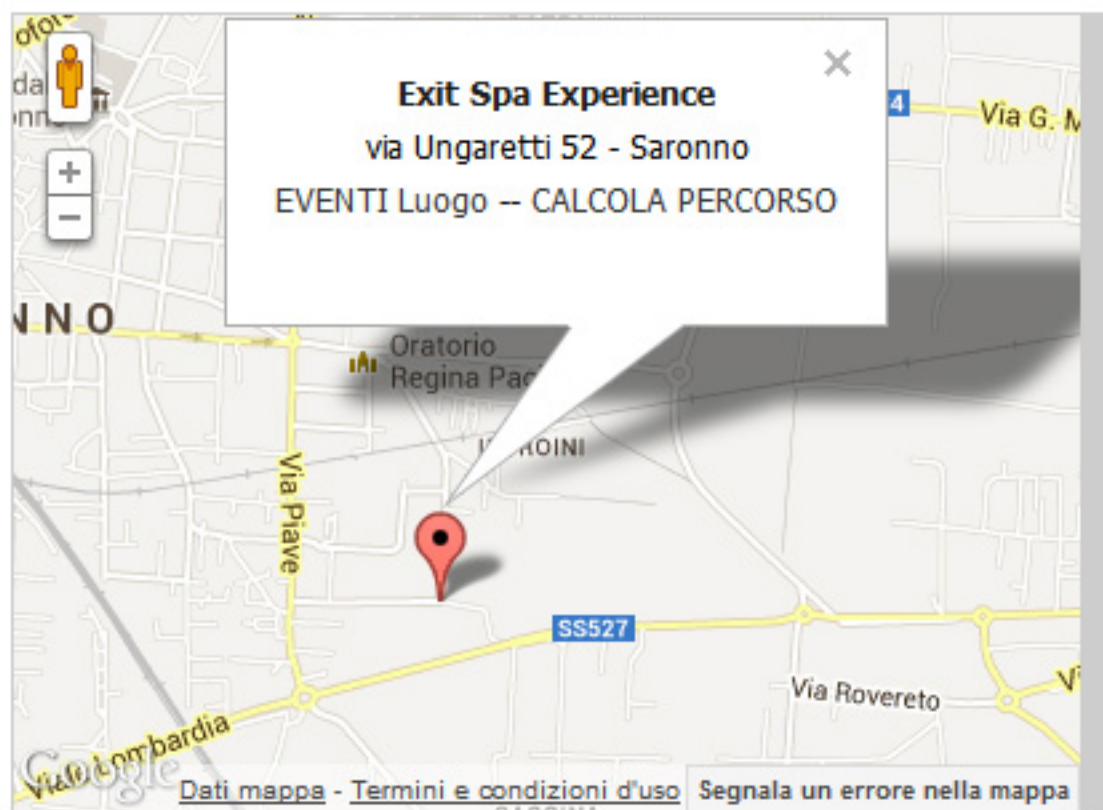 Exit Spa Experience
via Ungaretti 52 - Saronno
EVENTI Luogo -- CALCOLA PERCORSO
4
Via G. M
NNO
Oratorio
Regina Pac
Via Piave
SS527
Via Rovereto
Viale Lombardia
Google
Dati mappa - Termini e condizioni d'uso
Segnala un errore nella mappa